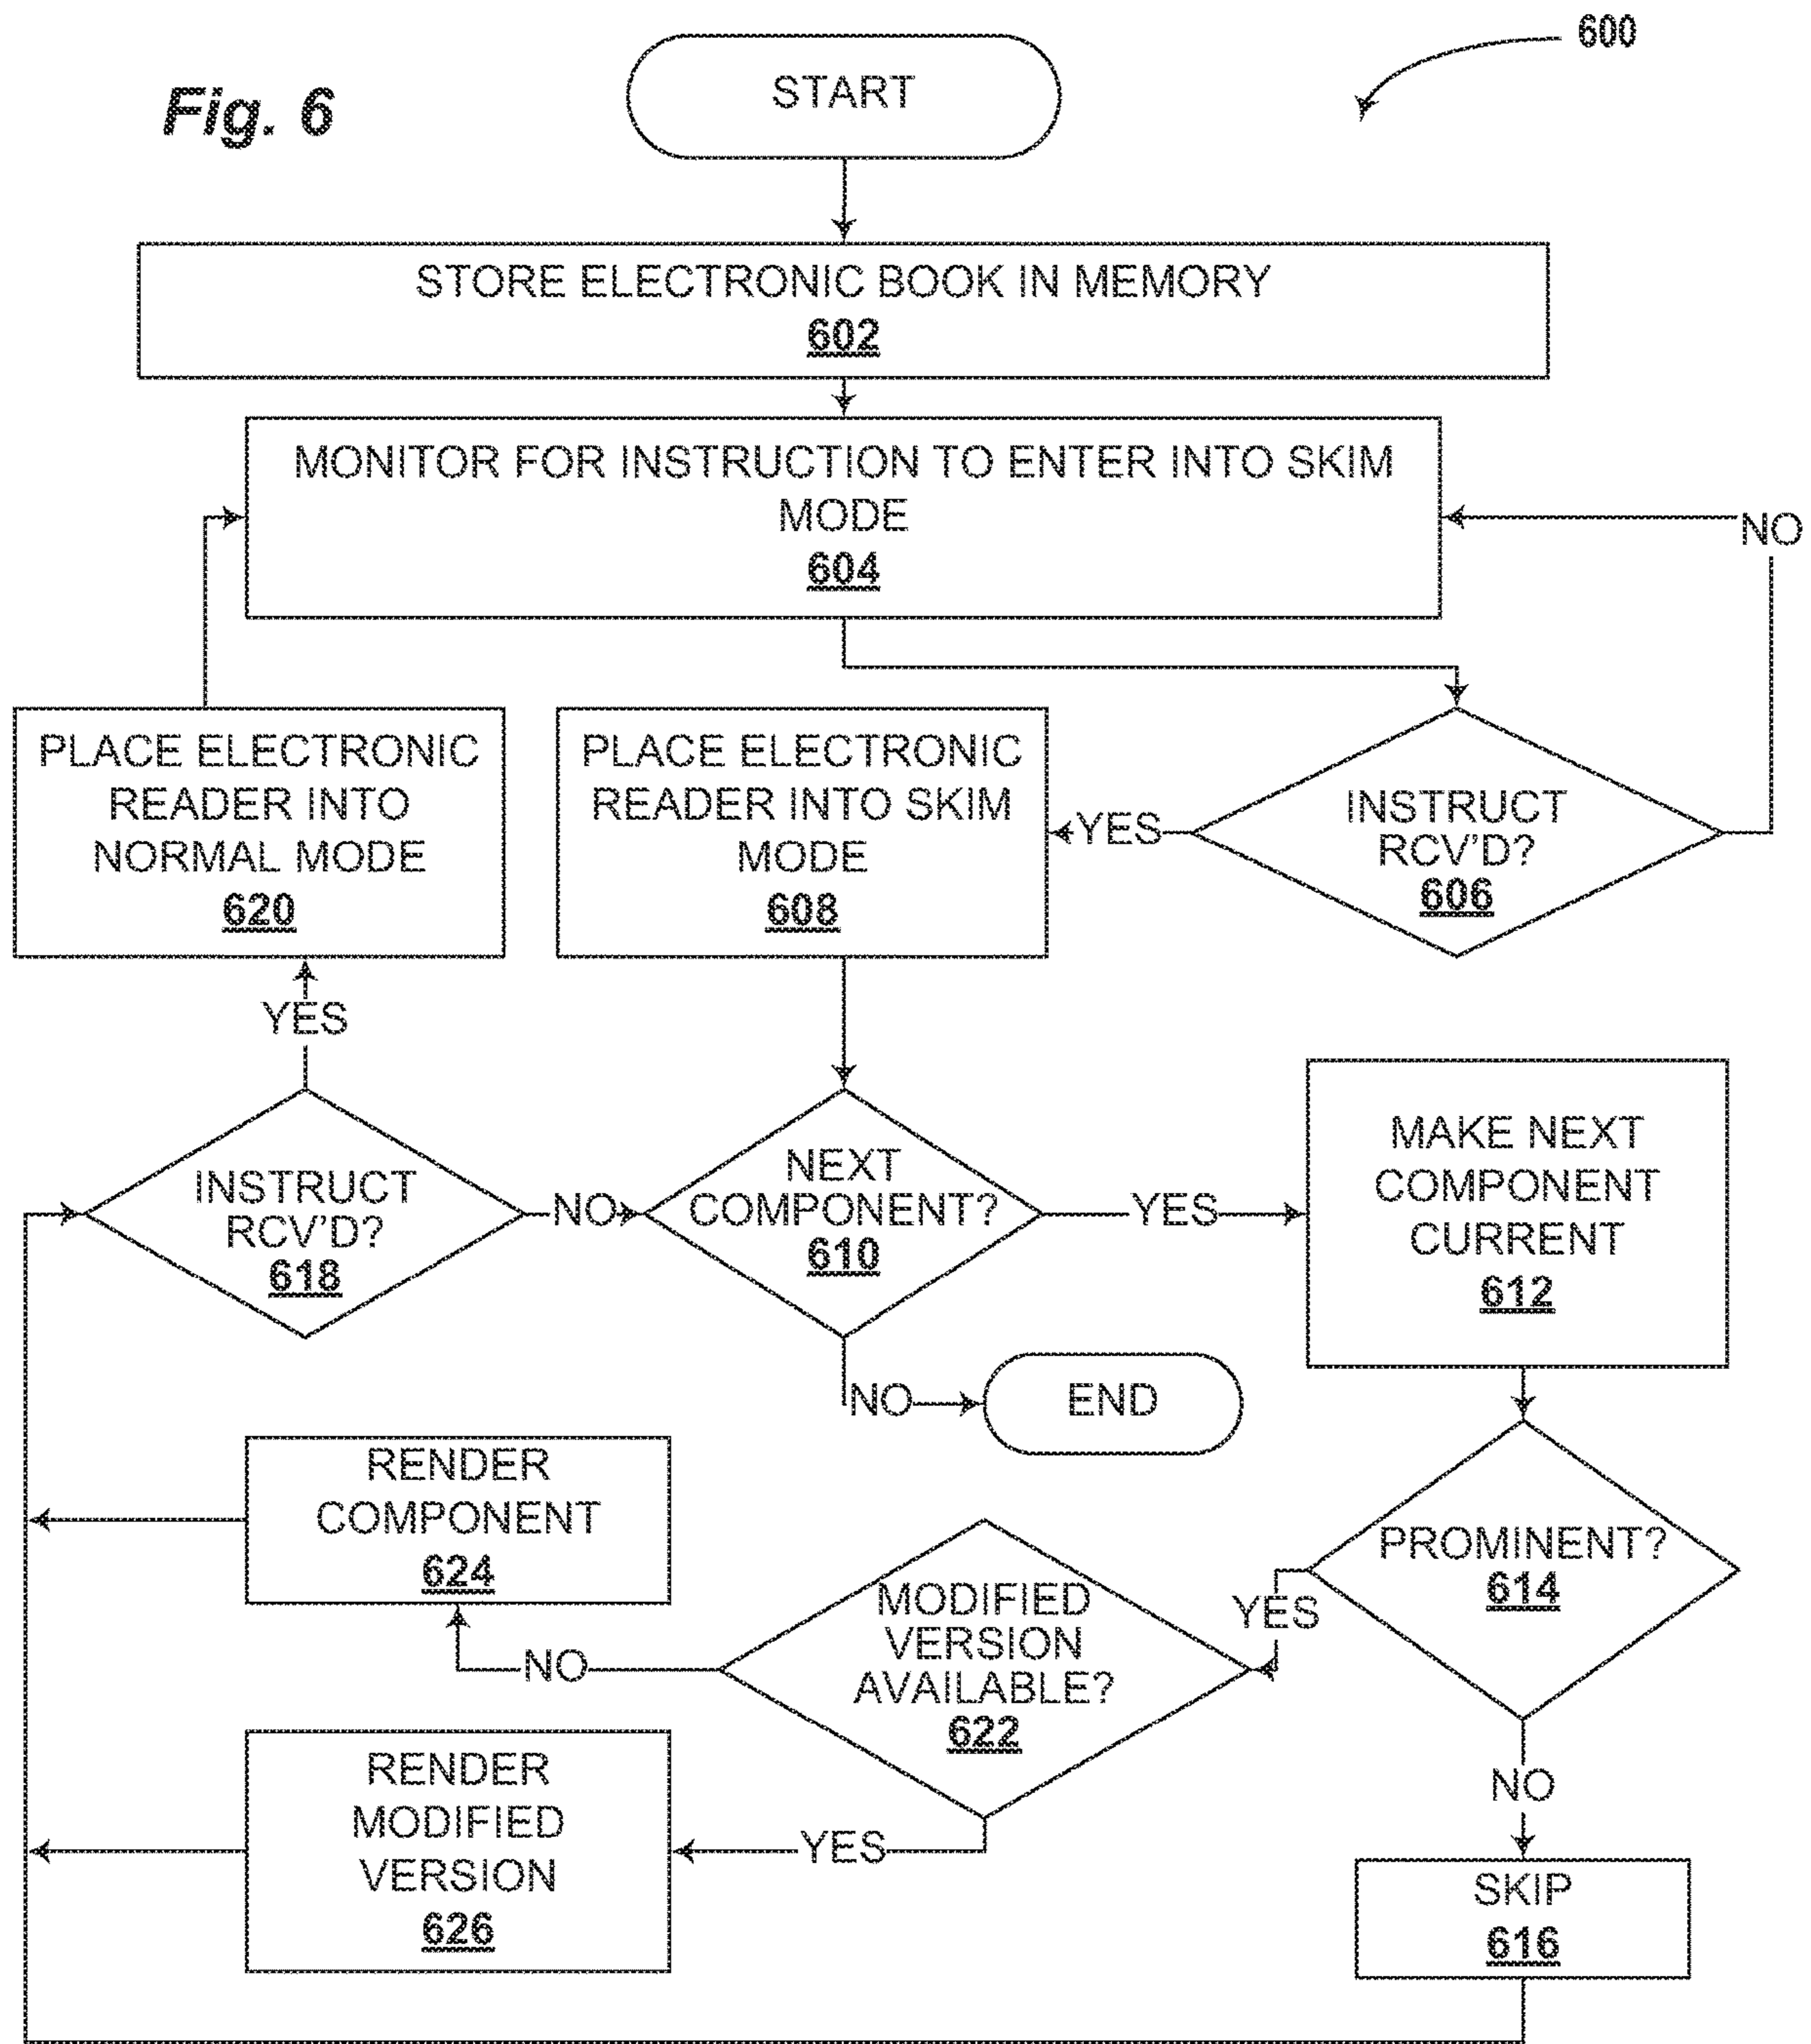 600
Fig. 6
START
STORE ELECTRONIC BOOK IN MEMORY
602
MONITOR FOR INSTRUCTION TO ENTER INTO SKIM
MODE
604
NO
PLACE ELECTRONIC
READER INTO
NORMAL MODE
620
PLACE ELECTRONIC
READER INTO SKIM
MODE
608
YES
INSTRUCT
RCV'D?
606
YES
INSTRUCT
RCV'D?
618
NO
NEXT
COMPONENT?
610
YES
MAKE NEXT
COMPONENT
CURRENT
612
NO
END
RENDER
COMPONENT
624
NO
MODIFIED
VERSION
AVAILABLE?
622
YES
PROMINENT?
614
RENDER
MODIFIED
VERSION
626
YES
NO
SKIP
616